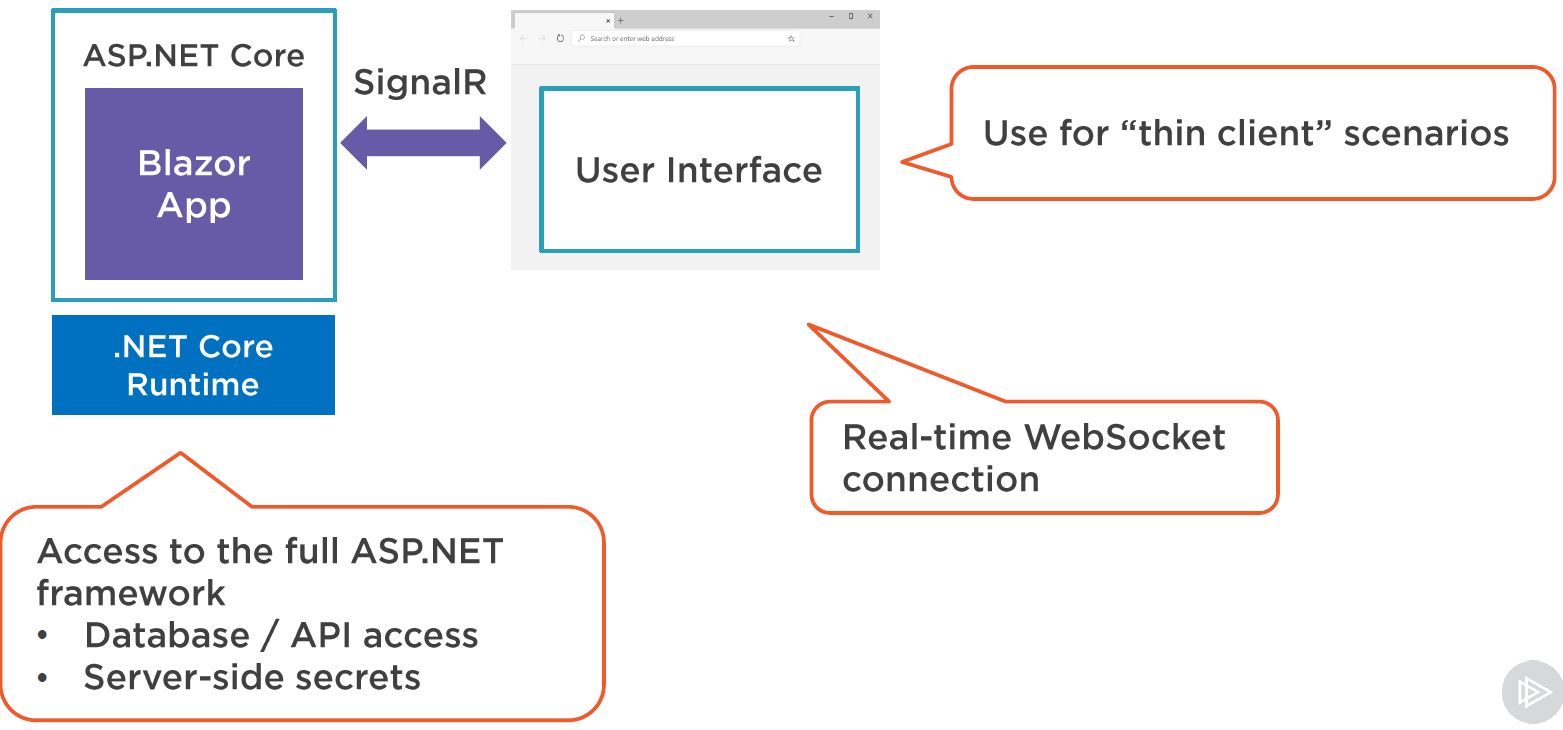 ASP.NET Core
Blazor
App
.NET Core
Runtime
SignalR
Search or enter web address
User Interface
Use for “thin client” scenarios
Real-time WebSocket
connection
Access to the full ASP.NET
framework
• Database / API access
• Server-side secrets